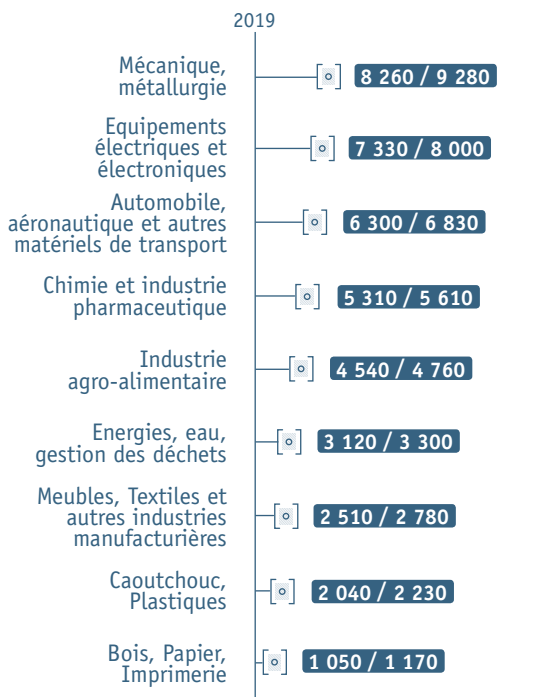 2019
Mécanique,
métallurgie
8 260 / 9 280
Equipements
électriques et
électroniques
7 330 / 8 000
Automobile,
aéronautique et autres
matériels de transport
6 300 / 6 830
Chimie et industrie
pharmaceutique
5 310 / 5 610
Industrie
agro-alimentaire
4 540 / 4 760
Energies, eau,
gestion des déchets
3 120 / 3 300
Meubles, Textiles et
autres industries
manufacturières
2 510 / 2 780
Caoutchouc,
Plastiques
2 040 / 2 230
Bois, Papier,
Imprimerie
1 050 / 1 170